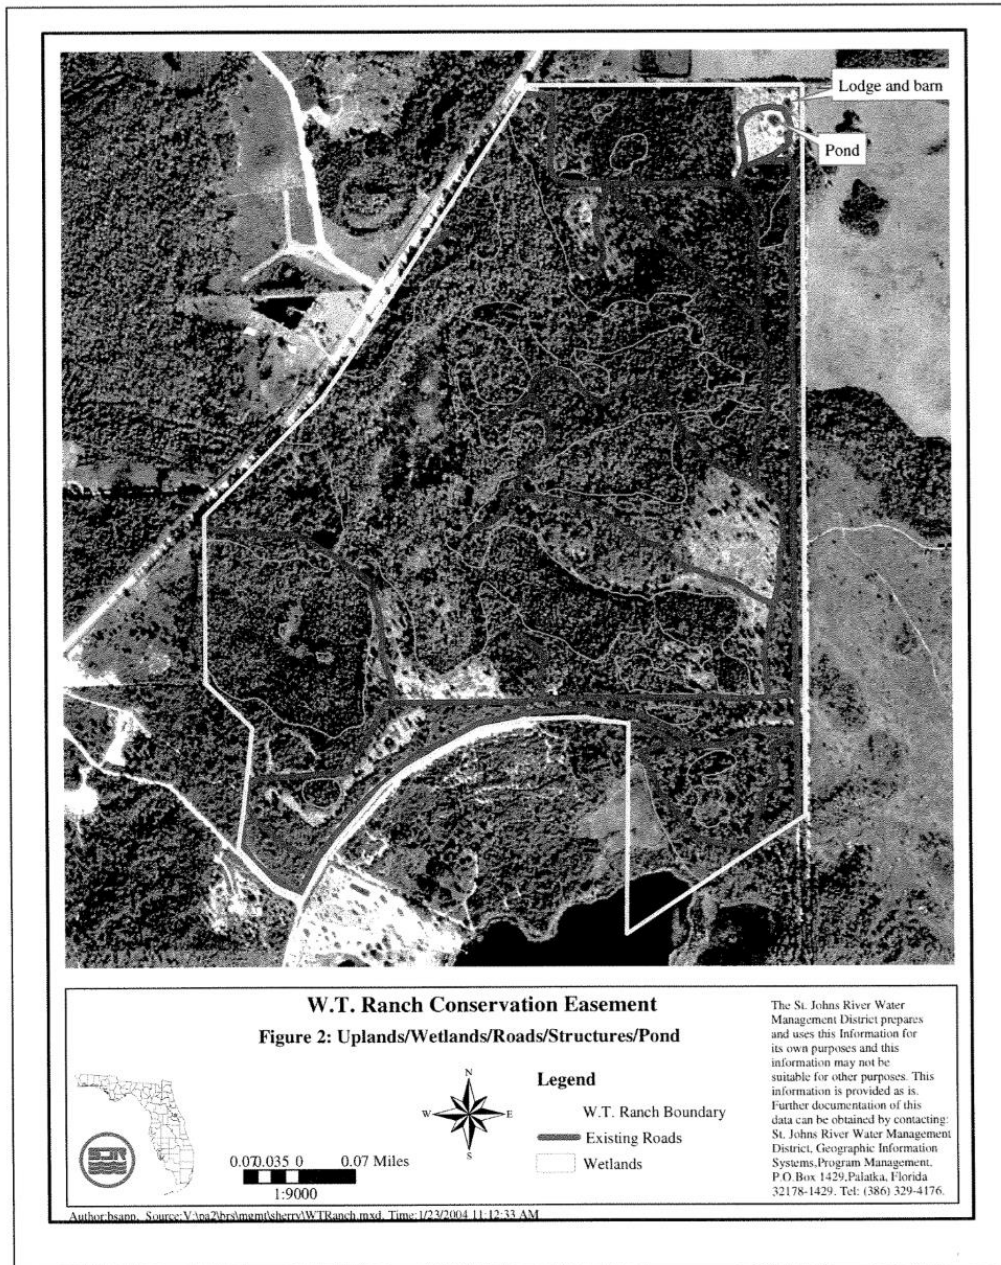 Lodge and barn
Pond
W.T. Ranch Conservation Easement
Figure 2: Uplands/Wetlands/Roads/Structures/Pond
N
W
E
S
Legend
W.T. Ranch Boundary
Existing Roads
Wetlands
0.07 0.035 0 0.07 Miles
1:9000
The St. Johns River Water
Management District prepares
and uses this Information for
its own purposes and this
information may not be
suitable for other purposes. This
information is provided as is.
Further documentation of this
data can be obtained by contacting:
St. Johns River Water Management
District, Geographic Information
Systems,Program Management,
P.O.Box 1429,Palatka, Florida
32178-1429. Tel: (386) 329-4176.
Author:bsapp, Source:V:\pa2\brs\mgmt\sherry\WTRanch.mxd, Time:1/23/2004 11:12:33 AM